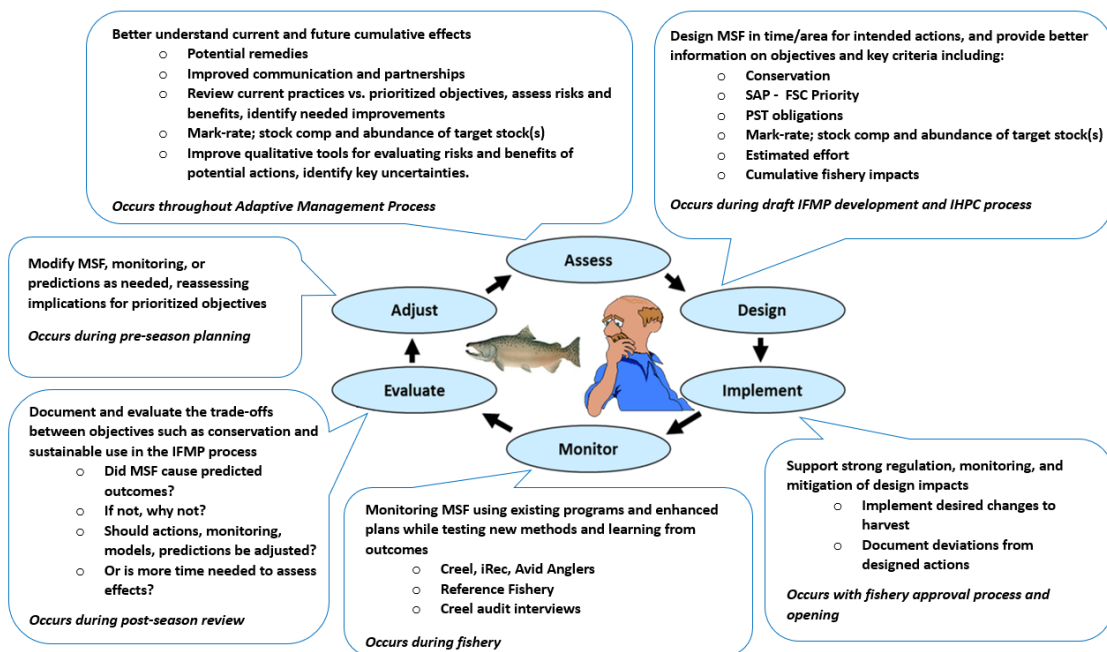 Better understand current and future cumulative effects
o Potential remedies
o Improved communication and partnerships
o Review current practices vs. prioritized objectives, assess risks and
benefits, identify needed improvements
o Mark-rate; stock comp and abundance of target stock(s)
o Improve qualitative tools for evaluating risks and benefits of
potential actions, identify key uncertainties.
Occurs throughout Adaptive Management Process
Design MSF in time/area for intended actions, and provide better
information on objectives and key criteria including:
o Conservation
o SAP - FSC Priority
o PST obligations
o Mark-rate; stock comp and abundance of target stock(s)
o Estimated effort
o Cumulative fishery impacts
Occurs during draft IFMP development and IHPC process
Modify MSF, monitoring, or
predictions as needed, reassessing
implications for prioritized objectives
Occurs during pre-season planning
Assess
Adjust
Design
Evaluate
Implement
Monitor
Document and evaluate the trade-offs
between objectives such as conservation and
sustainable use in the IFMP process
o Did MSF cause predicted
outcomes?
o If not, why not?
o Should actions, monitoring,
models, predictions be adjusted?
o Or is more time needed to assess
effects?
Occurs during post-season review
Monitoring MSF using existing programs and enhanced
plans while testing new methods and learning from
outcomes
o Creel, iRec, Avid Anglers
o Reference Fishery
o Creel audit interviews
Occurs during fishery
Support strong regulation, monitoring, and
mitigation of design impacts
o Implement desired changes to
harvest
o Document deviations from
designed actions
Occurs with fishery approval process and
opening